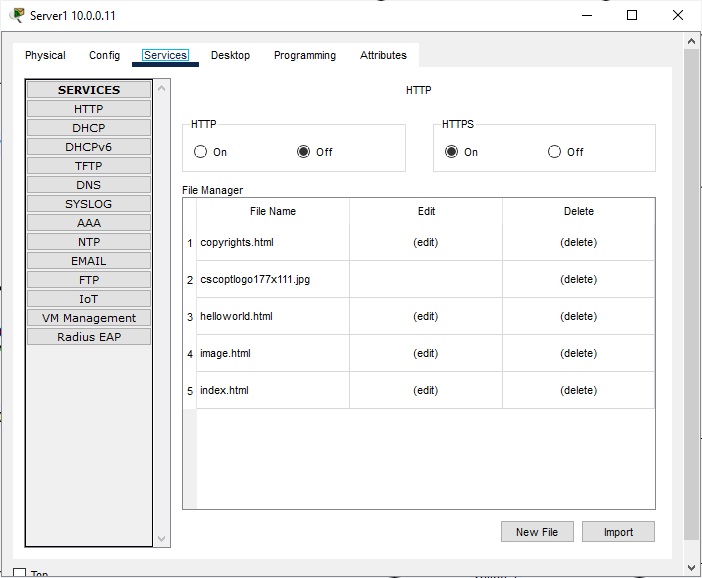 Server1 10.0.0.11
Physical Config Services Desktop Programming Attributes
SERVICES
HTTP
DHCP
DHCPv6
TFTP
DNS
SYSLOG
AAA
NTP
EMAIL
FTP
IoT
VM Management
Radius EAP
HTTP
HTTP
On Off
HTTPS
On Off
File Manager
File Name Edit Delete
1 copyrights.html (edit) (delete)
2 cscoptlogo177x111.jpg (delete)
3 helloworld.html (edit) (delete)
4 image.html (edit) (delete)
5 index.html (edit) (delete)
New File Import
Top